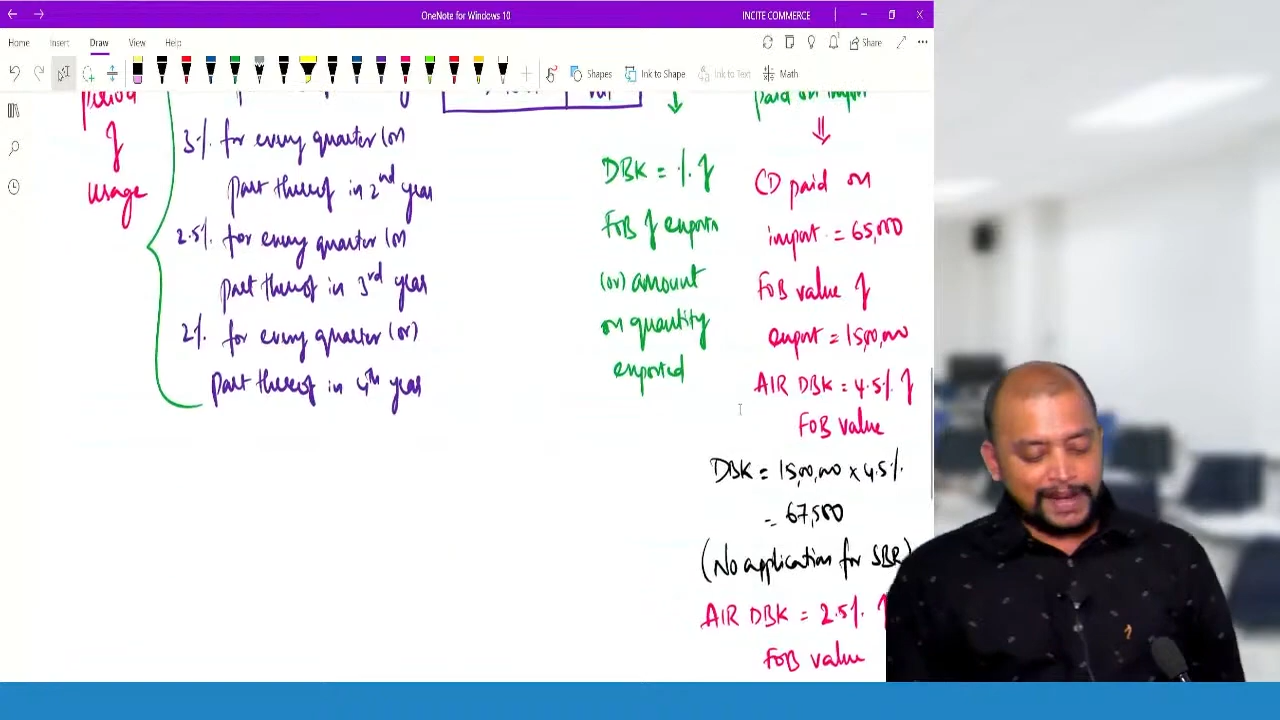 OneNote for Windows 10
INCITE COMMERCE
Home Insert Draw View Help
Share
Shapes
Ink to Shape
Ink to Text
Math
Period
of
usage
3% for every quarter (or)
part thereof in 2nd year
2.5% for every quarter (or)
part thereof in 3rd year
2% for every quarter (or)
part thereof in 4th year
DBK = % of
FOB of exports
(or) amount
on quantity
exported
paid on import
CD paid on
import = 65,000
FOB value of
export = 15,00,000
AIR DBK = 4.5% of
FOB value
DBK = 15,00,000 x 4.5%
= 67,500
(No application for SBR)
AIR DBK = 2.5% of
FOB value